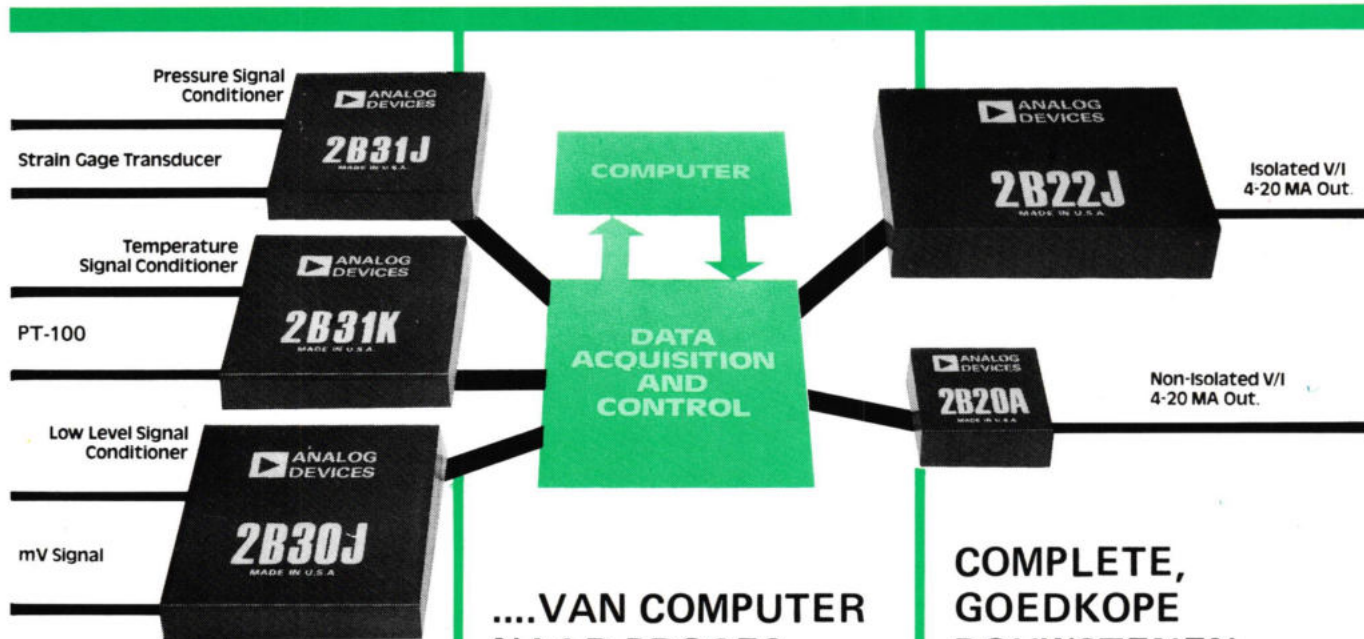 Pressure Signal
Conditioner
Strain Gage Transducer
ANALOG
DEVICES
2B31J
MADE IN U.S.A.
Temperature
Signal Conditioner
PT-100
ANALOG
DEVICES
2B31K
MADE IN U.S.A.
Low Level Signal
Conditioner
mV Signal
ANALOG
DEVICES
2B30J
MADE IN U.S.A.
COMPUTER
DATA
ACQUISITION
AND
CONTROL
....VAN COMPUTER
ANALOG
DEVICES
2B22J
MADE IN U.S.A.
Isolated V/I
4-20 MA Out.
ANALOG
DEVICES
2B20A
MADE IN U.S.A.
Non-Isolated V/I
4-20 MA Out.
COMPLETE,
GOEDKOPE